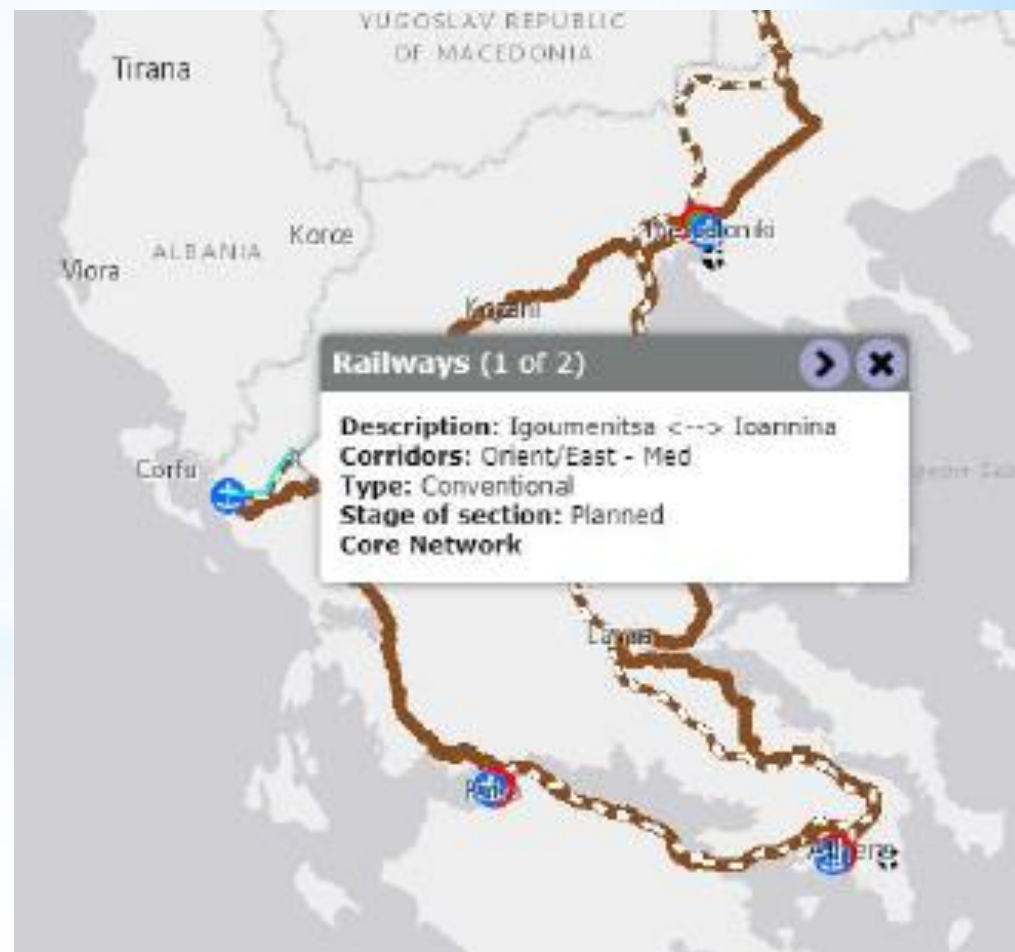 YUGOSLAV REPUBLIC
OF MACEDONIA
Tirana
Korce
ALBANIA
Vlora
Thessaloniki
Kozani
Railways (1 of 2)
Description: Igoumenitsa <--> Ioannina
Corridors: Orient/East - Med
Type: Conventional
Stage of section: Planned
Core Network
Corfu